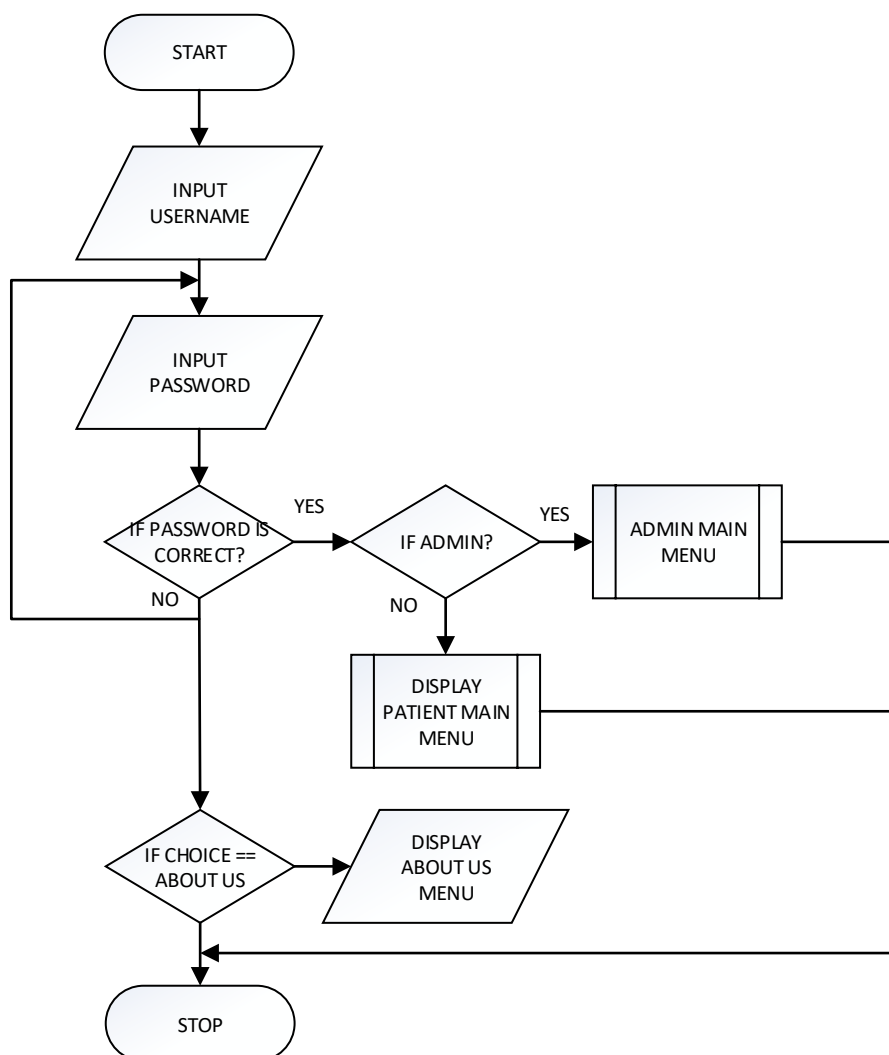 START
INPUT
USERNAME
INPUT
PASSWORD
IF PASSWORD IS
CORRECT?
YES
NO
IF ADMIN?
YES
NO
ADMIN MAIN
MENU
DISPLAY
PATIENT MAIN
MENU
IF CHOICE ==
ABOUT US
DISPLAY
ABOUT US
MENU
STOP